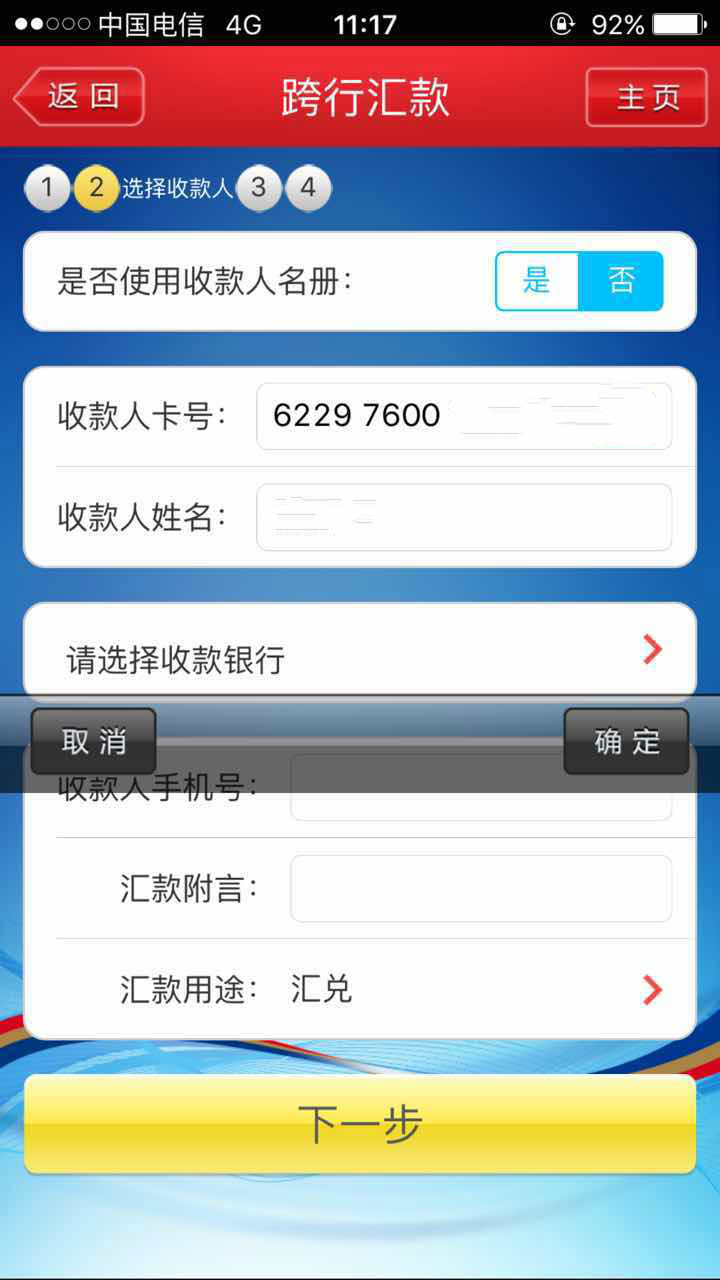 中国电信 4G 11:17 92%
返回 跨行汇款 主页
1 2 选择收款人 3 4
是否使用收款人名册： 是 否
收款人卡号： 6229 7600
收款人姓名：
请选择收款银行
取消 确定
收款人手机号：
汇款附言：
汇款用途： 汇兑
下一步